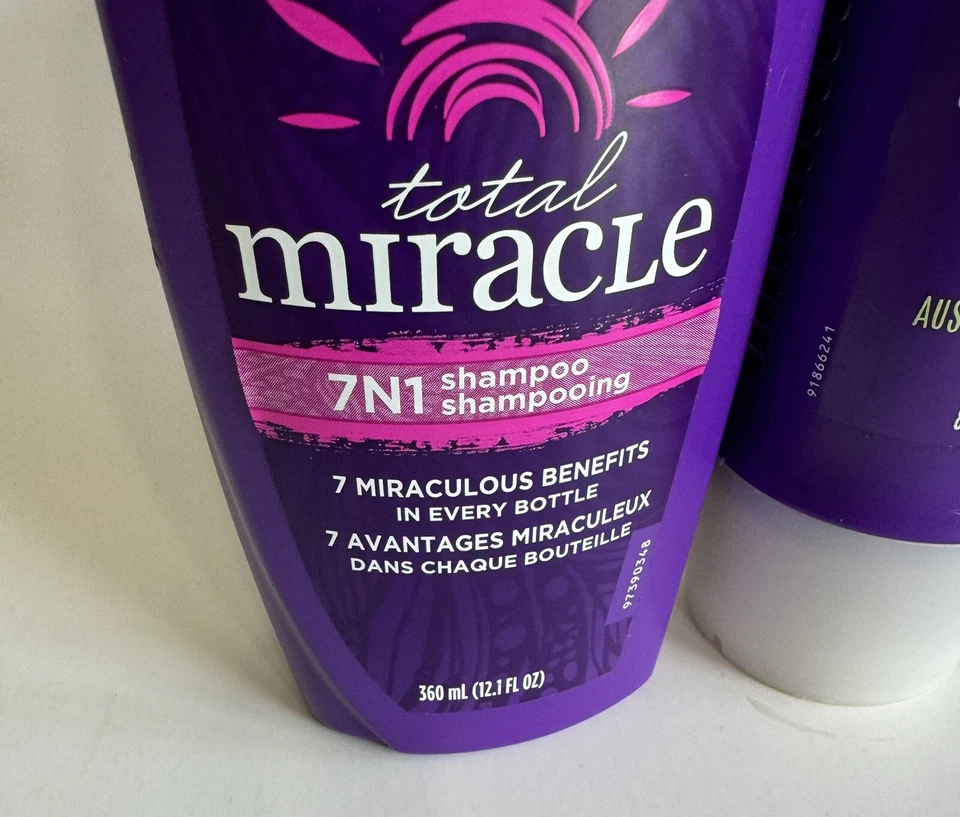 total
mıracLe
7N1 shampoo
shampooing
7 MIRACULOUS BENEFITS
IN EVERY BOTTLE
7 AVANTAGES MIRACULEUX
DANS CHAQUE BOUTEILLE
97390348
360 mL (12.1 FL OZ)
91866241
AUS